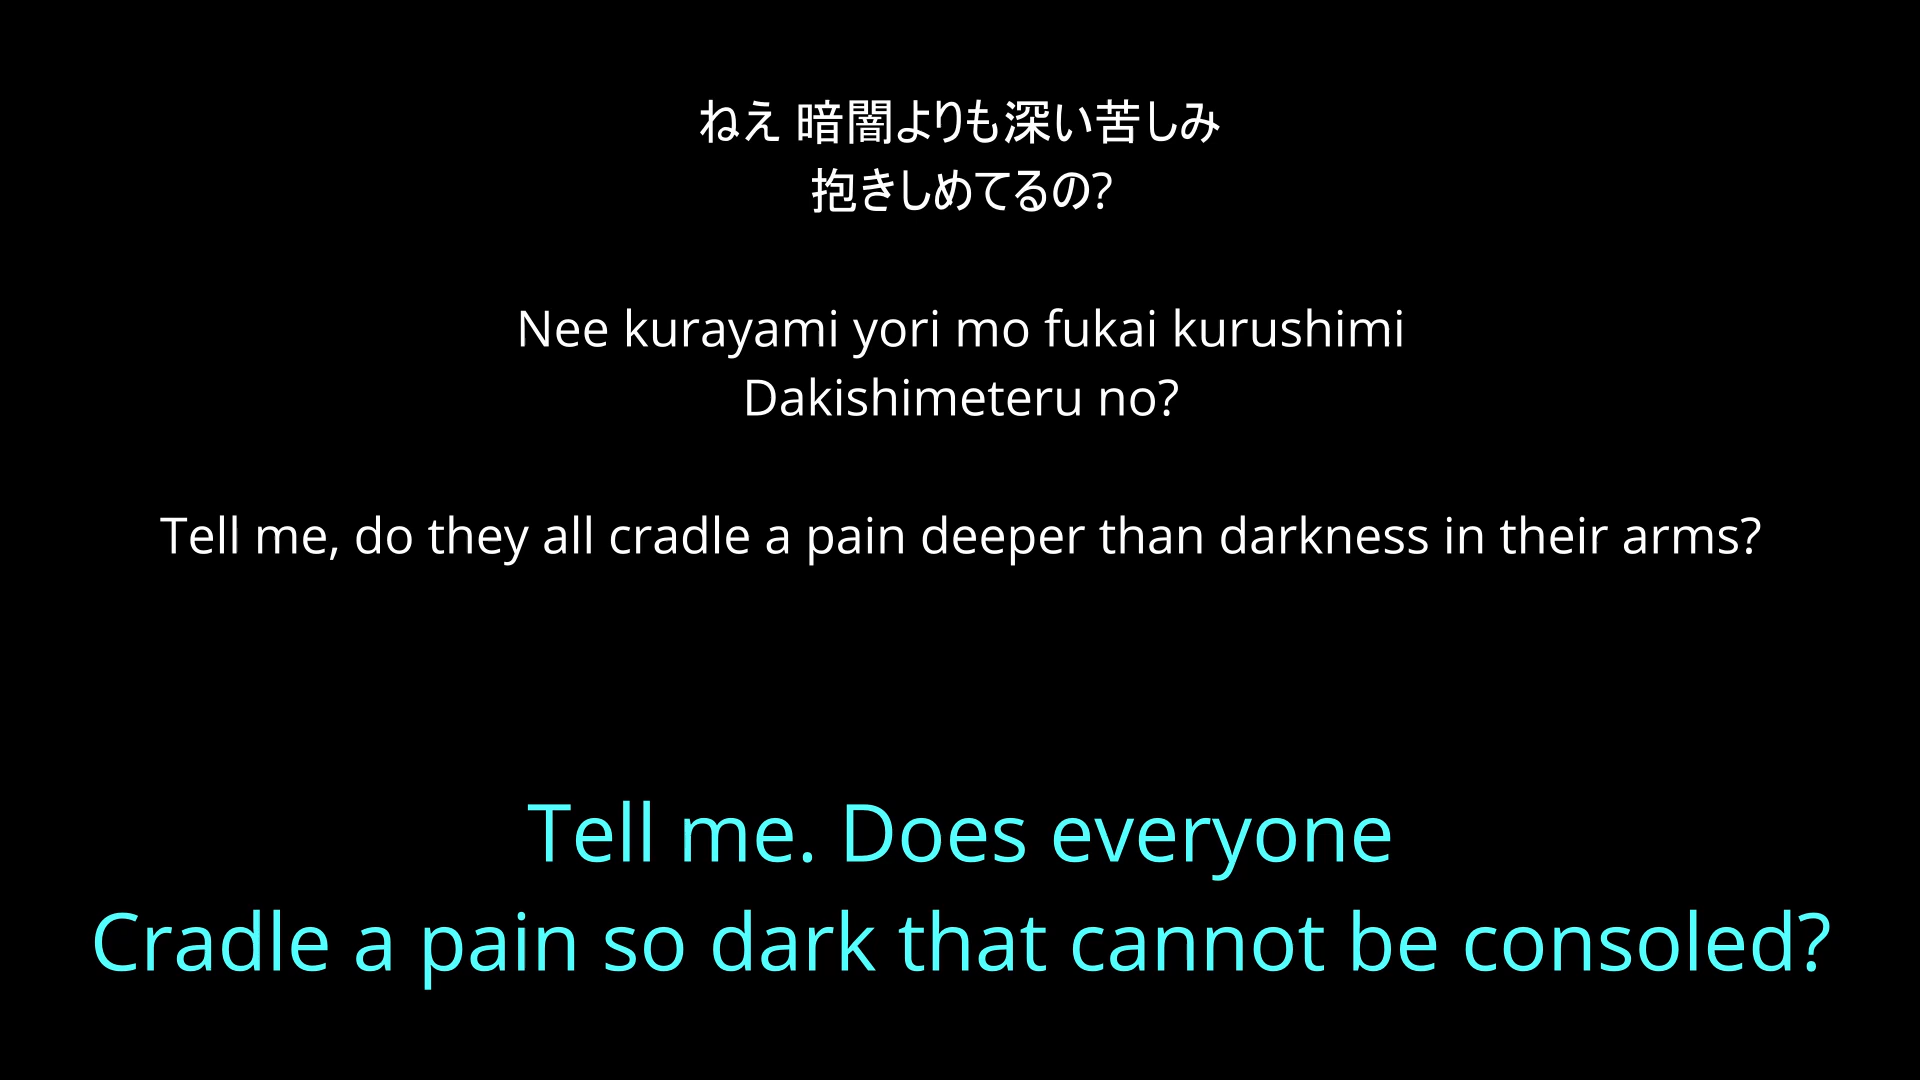 ねえ 暗闇よりも深い苦しみ
抱きしめてるの?
Nee kurayami yori mo fukai kurushimi
Dakishimeteru no?
Tell me, do they all cradle a pain deeper than darkness in their arms?
Tell me. Does everyone
Cradle a pain so dark that cannot be consoled?